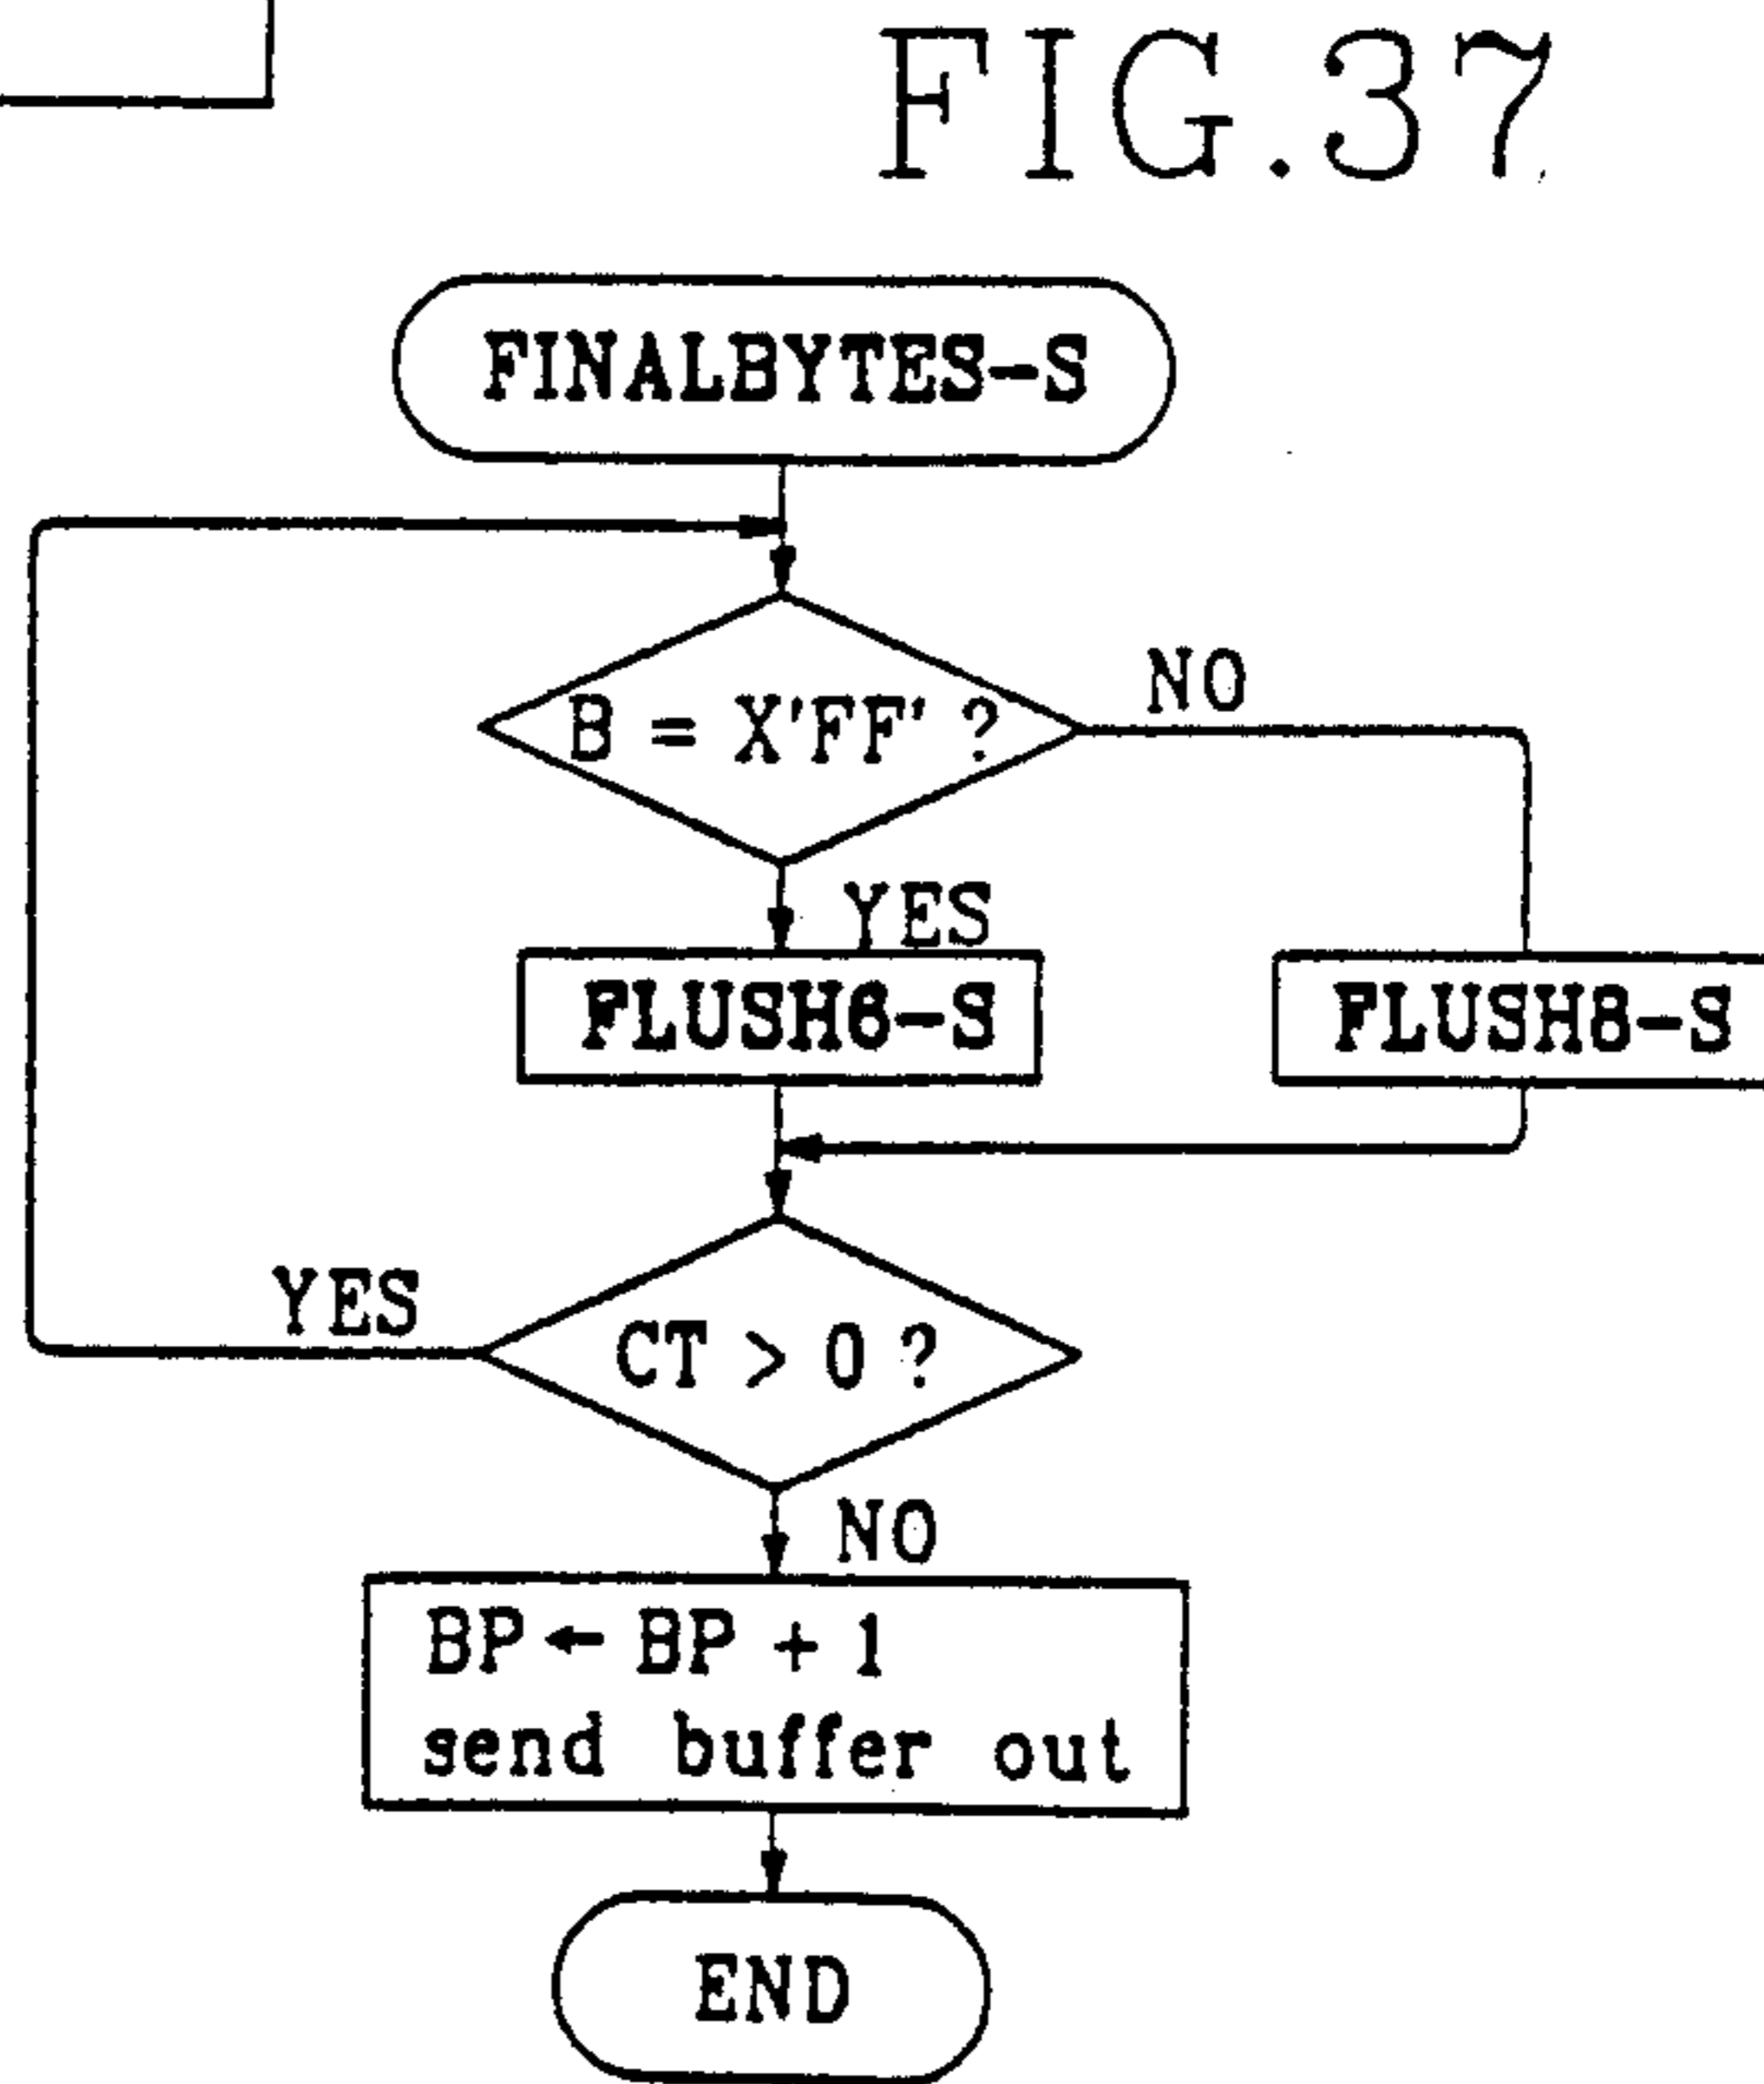 FIG.37
FINALBYTES-S
B = X'FF' ?
NO
YES
FLUSH6-S
FLUSH8-S
YES
CT > 0 ?
NO
BP ← BP + 1
send buffer out
END